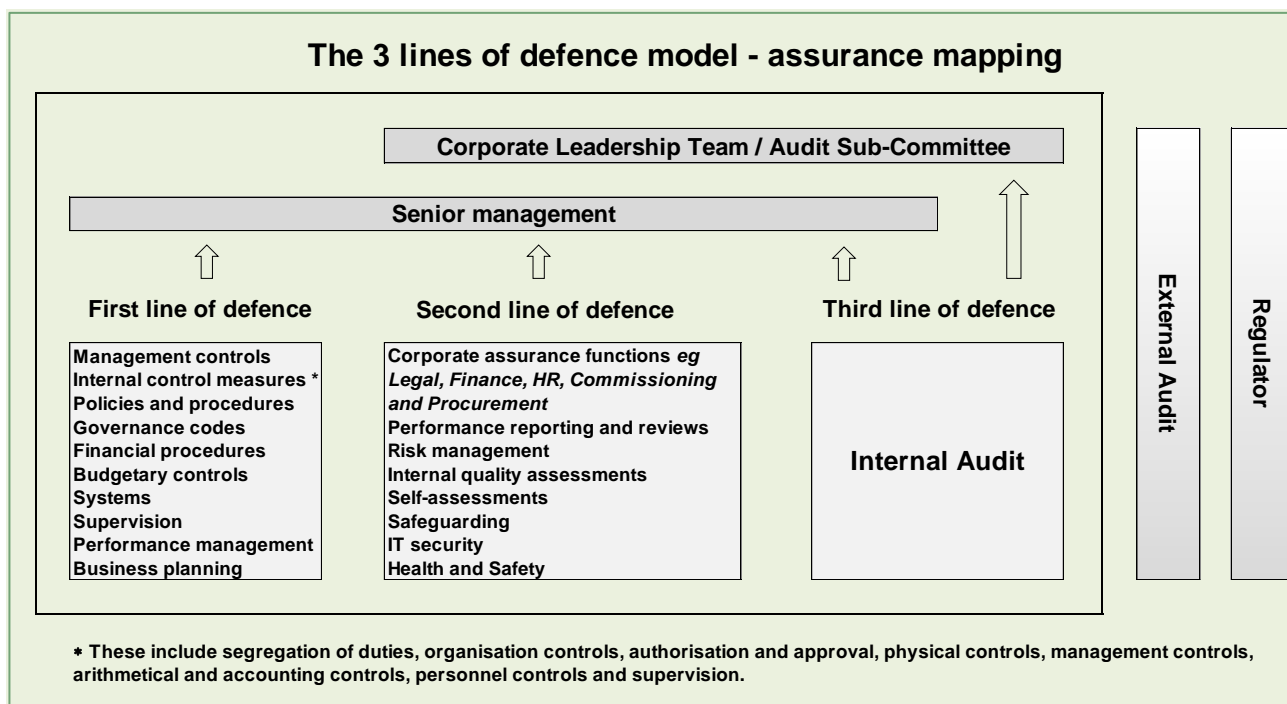 The 3 lines of defence model - assurance mapping
Corporate Leadership Team / Audit Sub-Committee
Senior management
First line of defence
Management controls
Internal control measures *
Policies and procedures
Governance codes
Financial procedures
Budgetary controls
Systems
Supervision
Performance management
Business planning
Second line of defence
Corporate assurance functions eg
Legal, Finance, HR, Commissioning
and Procurement
Performance reporting and reviews
Risk management
Internal quality assessments
Self-assessments
Safeguarding
IT security
Health and Safety
Third line of defence
Internal Audit
External Audit
Regulator
* These include segregation of duties, organisation controls, authorisation and approval, physical controls, management controls,
arithmetical and accounting controls, personnel controls and supervision.